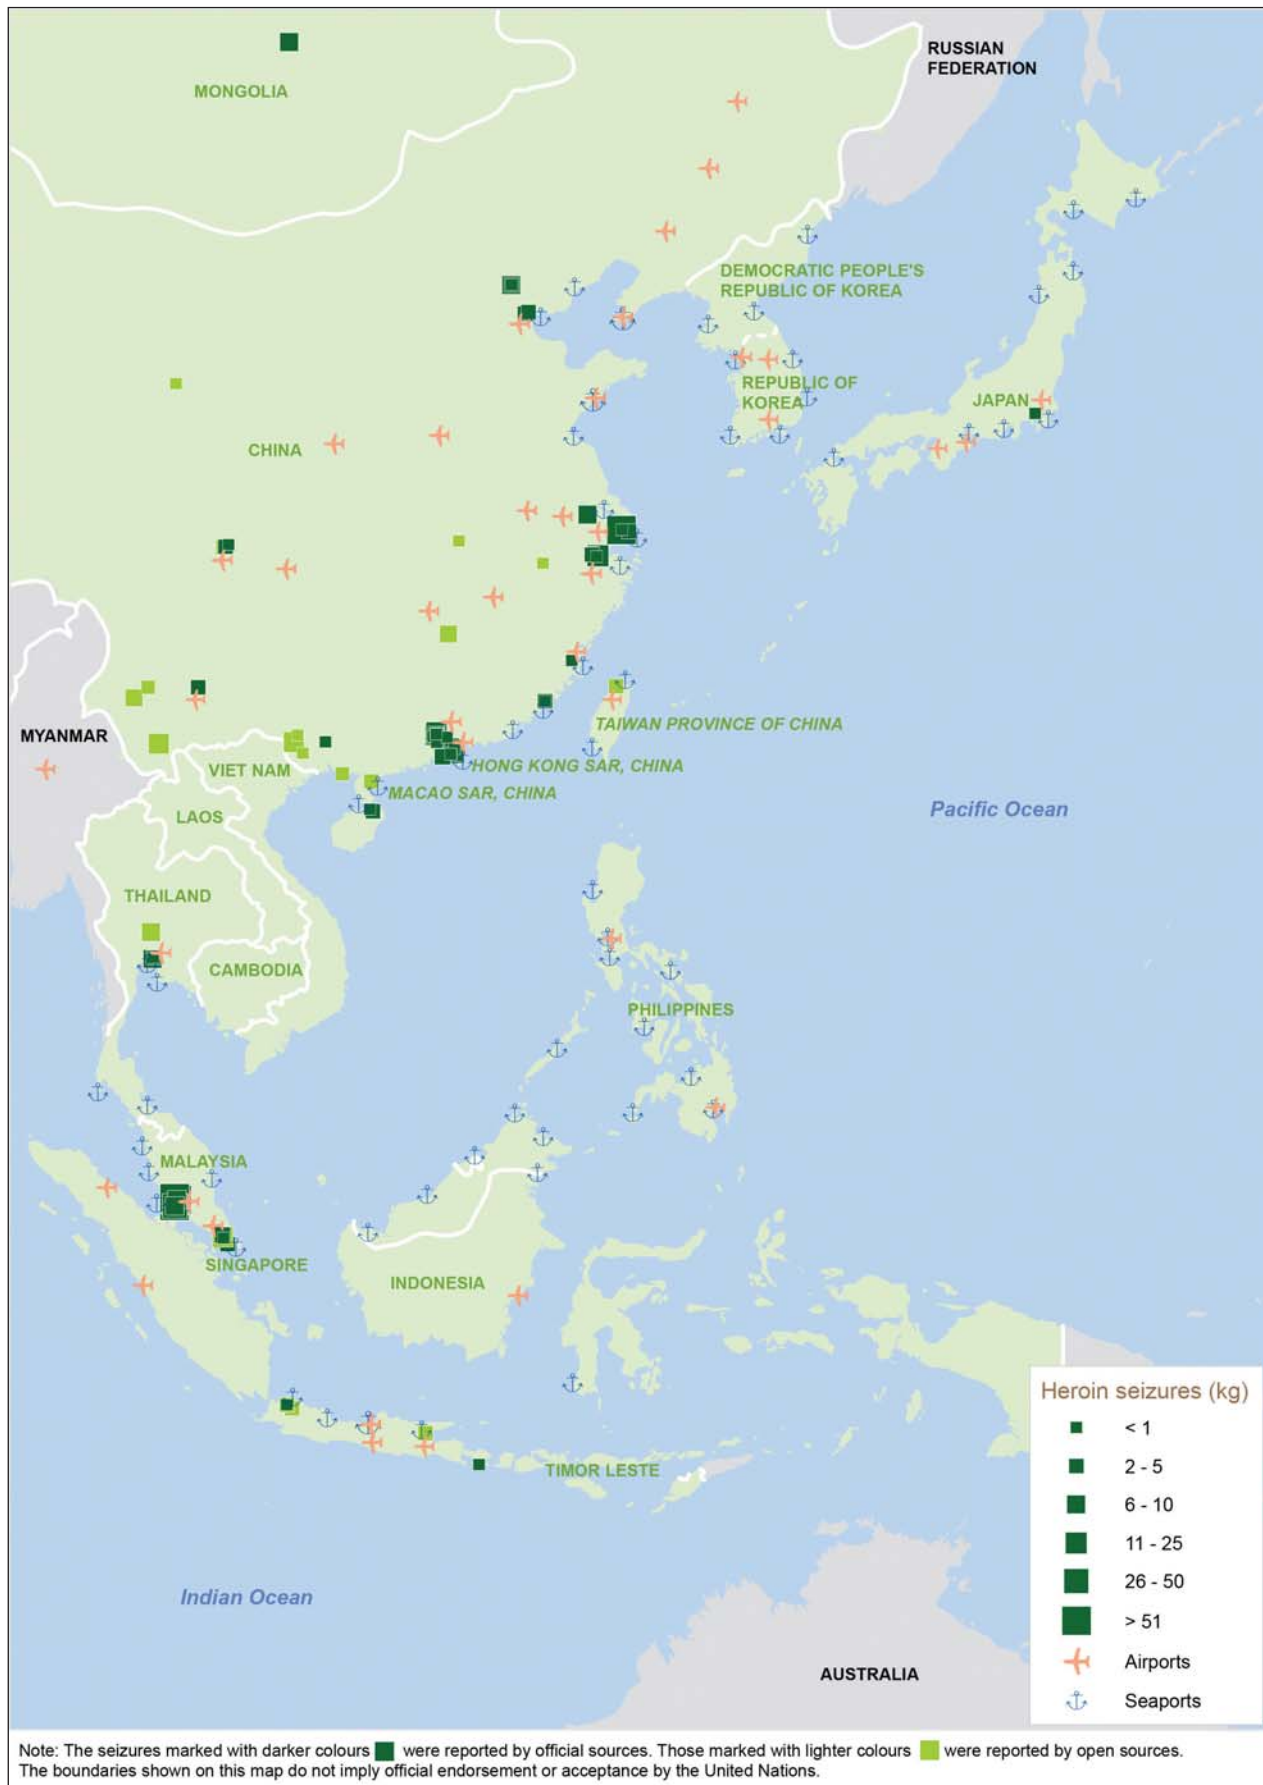 RUSSIAN
FEDERATION
MONGOLIA
DEMOCRATIC PEOPLE'S
REPUBLIC OF KOREA
REPUBLIC OF
KOREA
JAPAN
CHINA
TAIWAN PROVINCE OF CHINA
MYANMAR
VIET NAM
HONG KONG SAR, CHINA
MACAO SAR, CHINA
LAOS
Pacific Ocean
THAILAND
CAMBODIA
PHILIPPINES
MALAYSIA
SINGAPORE
INDONESIA
TIMOR LESTE
Indian Ocean
AUSTRALIA
Heroin seizures (kg)
< 1
2 - 5
6 - 10
11 - 25
26 - 50
> 51
Airports
Seaports
Note: The seizures marked with darker colours were reported by official sources. Those marked with lighter colours were reported by open sources.
The boundaries shown on this map do not imply official endorsement or acceptance by the United Nations.